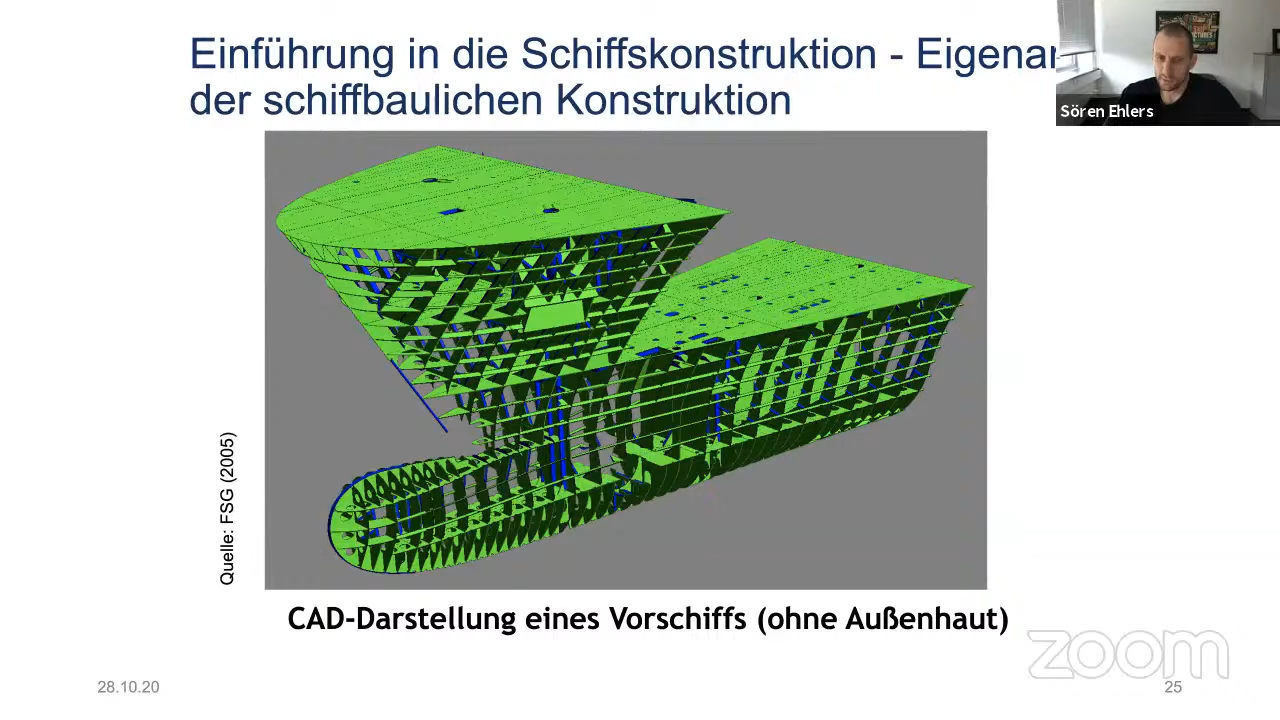 Einführung in die Schiffskonstruktion - Eigenar
der schiffbaulichen Konstruktion
Sören Ehlers
Quelle: FSG (2005)
CAD-Darstellung eines Vorschiffs (ohne Außenhaut)
zoom
28.10.20
25